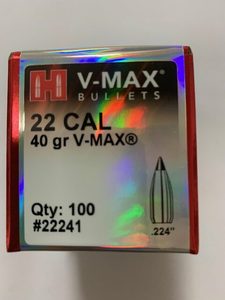 H V-MAX®
BULLETS
22 CAL
40 gr V-MAX®
Qty: 100
#22241
.224"